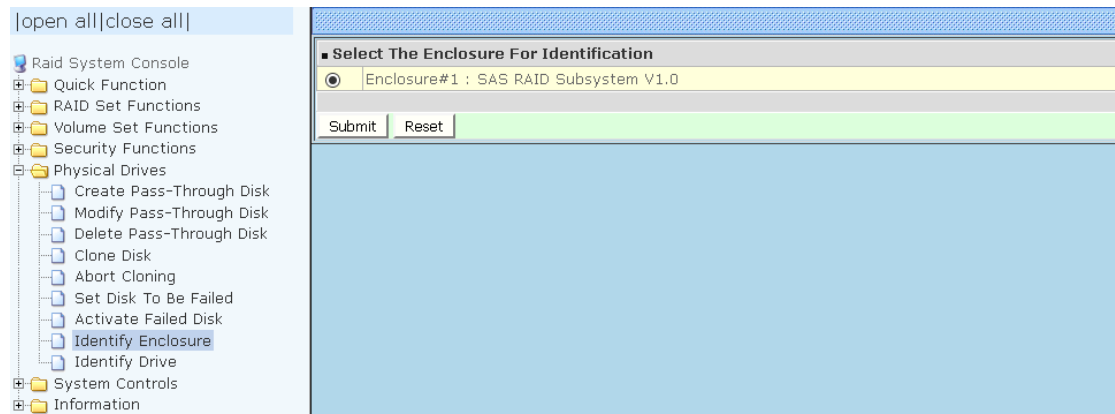 |open all|close all|
Raid System Console
Quick Function
RAID Set Functions
Volume Set Functions
Security Functions
Physical Drives
Create Pass-Through Disk
Modify Pass-Through Disk
Delete Pass-Through Disk
Clone Disk
Abort Cloning
Set Disk To Be Failed
Activate Failed Disk
Identify Enclosure
Identify Drive
System Controls
Information
Select The Enclosure For Identification
Enclosure#1 : SAS RAID Subsystem V1.0
Submit Reset